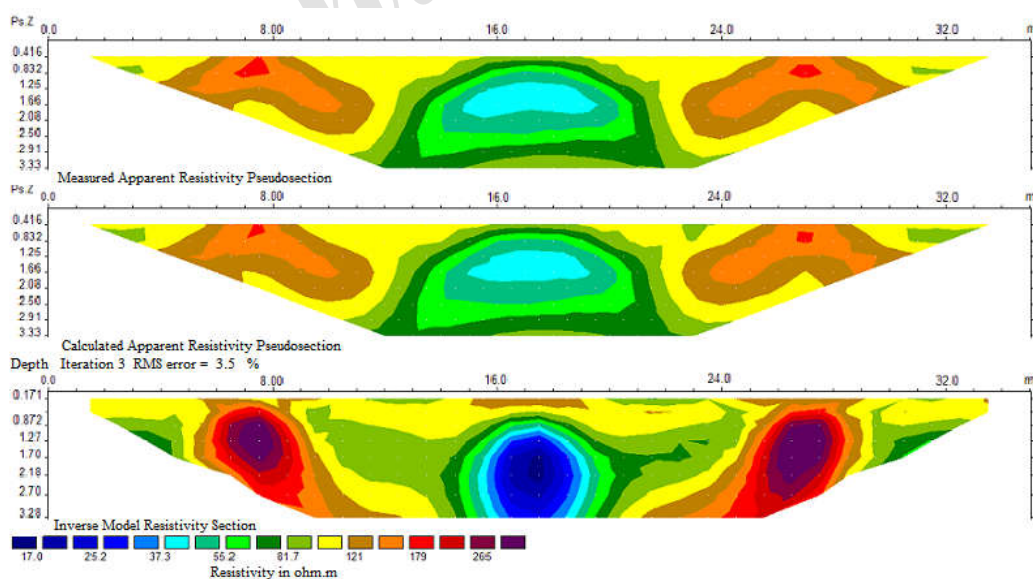 Ps.Z 0.0 8.00 16.0 24.0 32.0 m
0.416
0.832
1.25
1.66
2.08
2.50
2.91
3.33
Measured Apparent Resistivity Pseudosection
Ps.Z 0.0 8.00 16.0 24.0 32.0 m
0.416
0.832
1.25
1.66
2.08
2.50
2.91
3.33
Calculated Apparent Resistivity Pseudosection
Depth Iteration 3 RMS error = 3.5 %
0.0 8.00 16.0 24.0 32.0 m
0.171
0.872
1.27
1.70
2.18
2.70
3.28
Inverse Model Resistivity Section
17.0 25.2 37.3 55.2 81.7 121 179 265
Resistivity in ohm.m